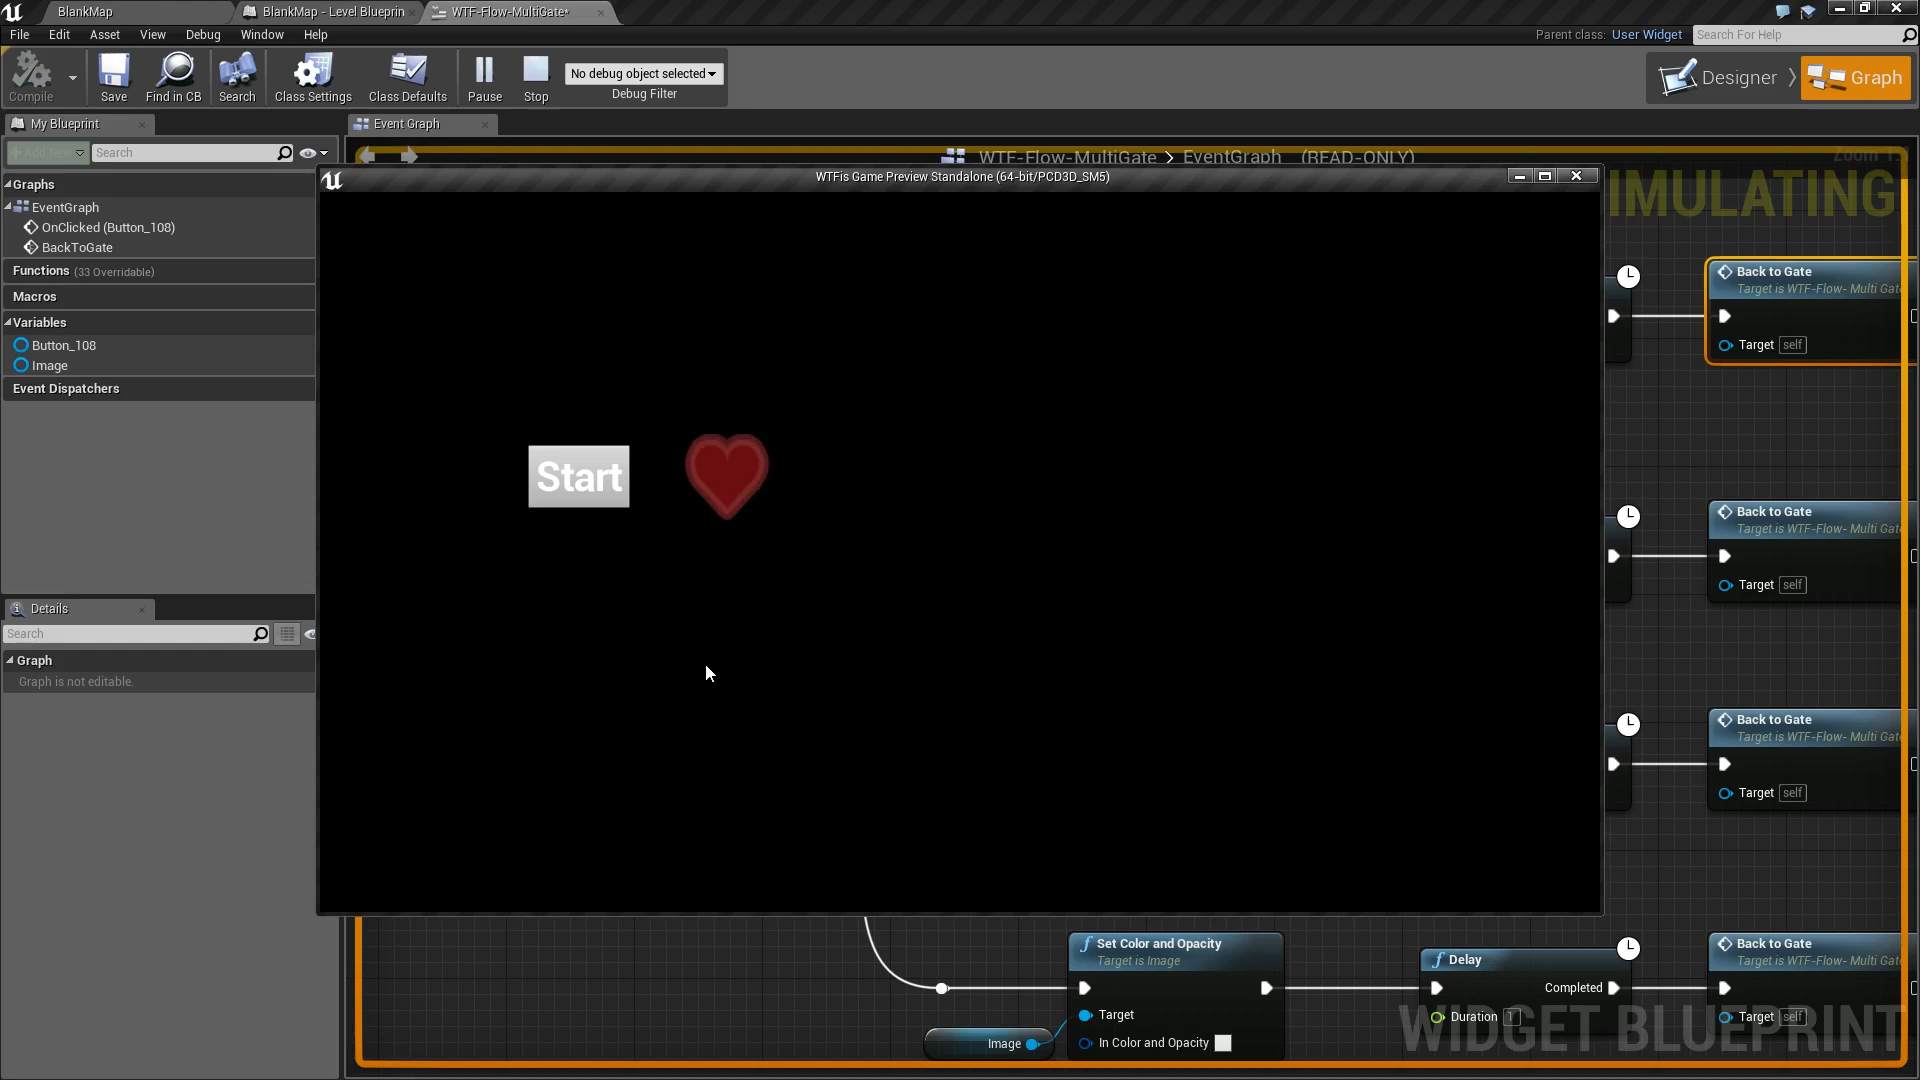 BlankMap
BlankMap - Level Blueprin
WTF-Flow-MultiGate*
File Edit Asset View Debug Window Help
Parent class: User Widget
Search For Help
Compile
Save
Find in CB
Search
Class Settings
Class Defaults
Pause
Stop
No debug object selected
Debug Filter
Designer
Graph
My Blueprint
Event Graph
Add New
Search
WTF-Flow-MultiGate > EventGraph (READ-ONLY)
WTFis Game Preview Standalone (64-bit/PCD3D_SM5)
IMULATING
Graphs
EventGraph
OnClicked (Button_108)
BackToGate
Functions (33 Overridable)
Macros
Variables
Button_108
Image
Event Dispatchers
Start
Back to Gate
Target is WTF-Flow- Multi Gate
Target self
Back to Gate
Target is WTF-Flow- Multi Gate
Target self
Details
Search
Graph
Graph is not editable.
Back to Gate
Target is WTF-Flow- Multi Gate
Target self
Set Color and Opacity
Target is Image
Target
In Color and Opacity
Image
Delay
Completed
Duration 1
Back to Gate
Target is WTF-Flow- Multi Gate
Target self
WIDGET BLUEPRINT